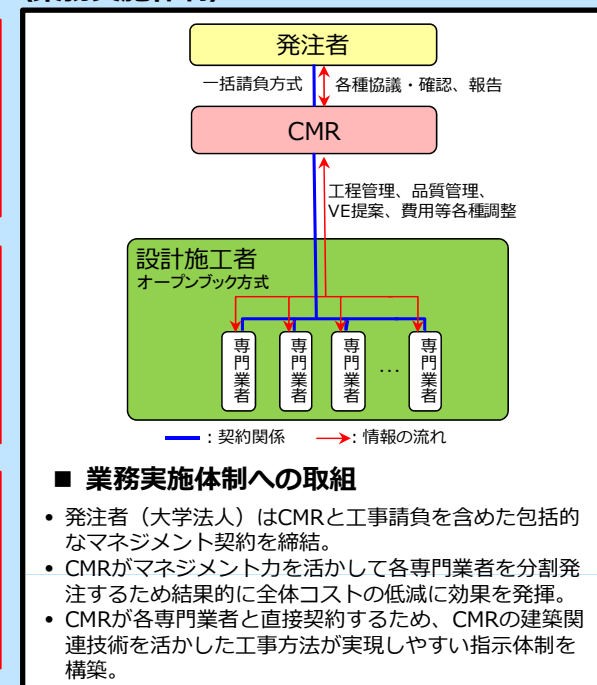 発注者
一括請負方式 各種協議・確認、報告
CMR
工程管理、品質管理、
VE提案、費用等各種調整
設計施工者
オープンブック方式
専門業者 専門業者 専門業者 … 専門業者
：契約関係 ：情報の流れ
■ 業務実施体制への取組
• 発注者（大学法人）はCMRと工事請負を含めた包括的
なマネジメント契約を締結。
• CMRがマネジメント力を活かして各専門業者を分割発
注するため結果的に全体コストの低減に効果を発揮。
• CMRが各専門業者と直接契約するため、CMRの建築関
連技術を活かした工事方法が実現しやすい指示体制を
構築。